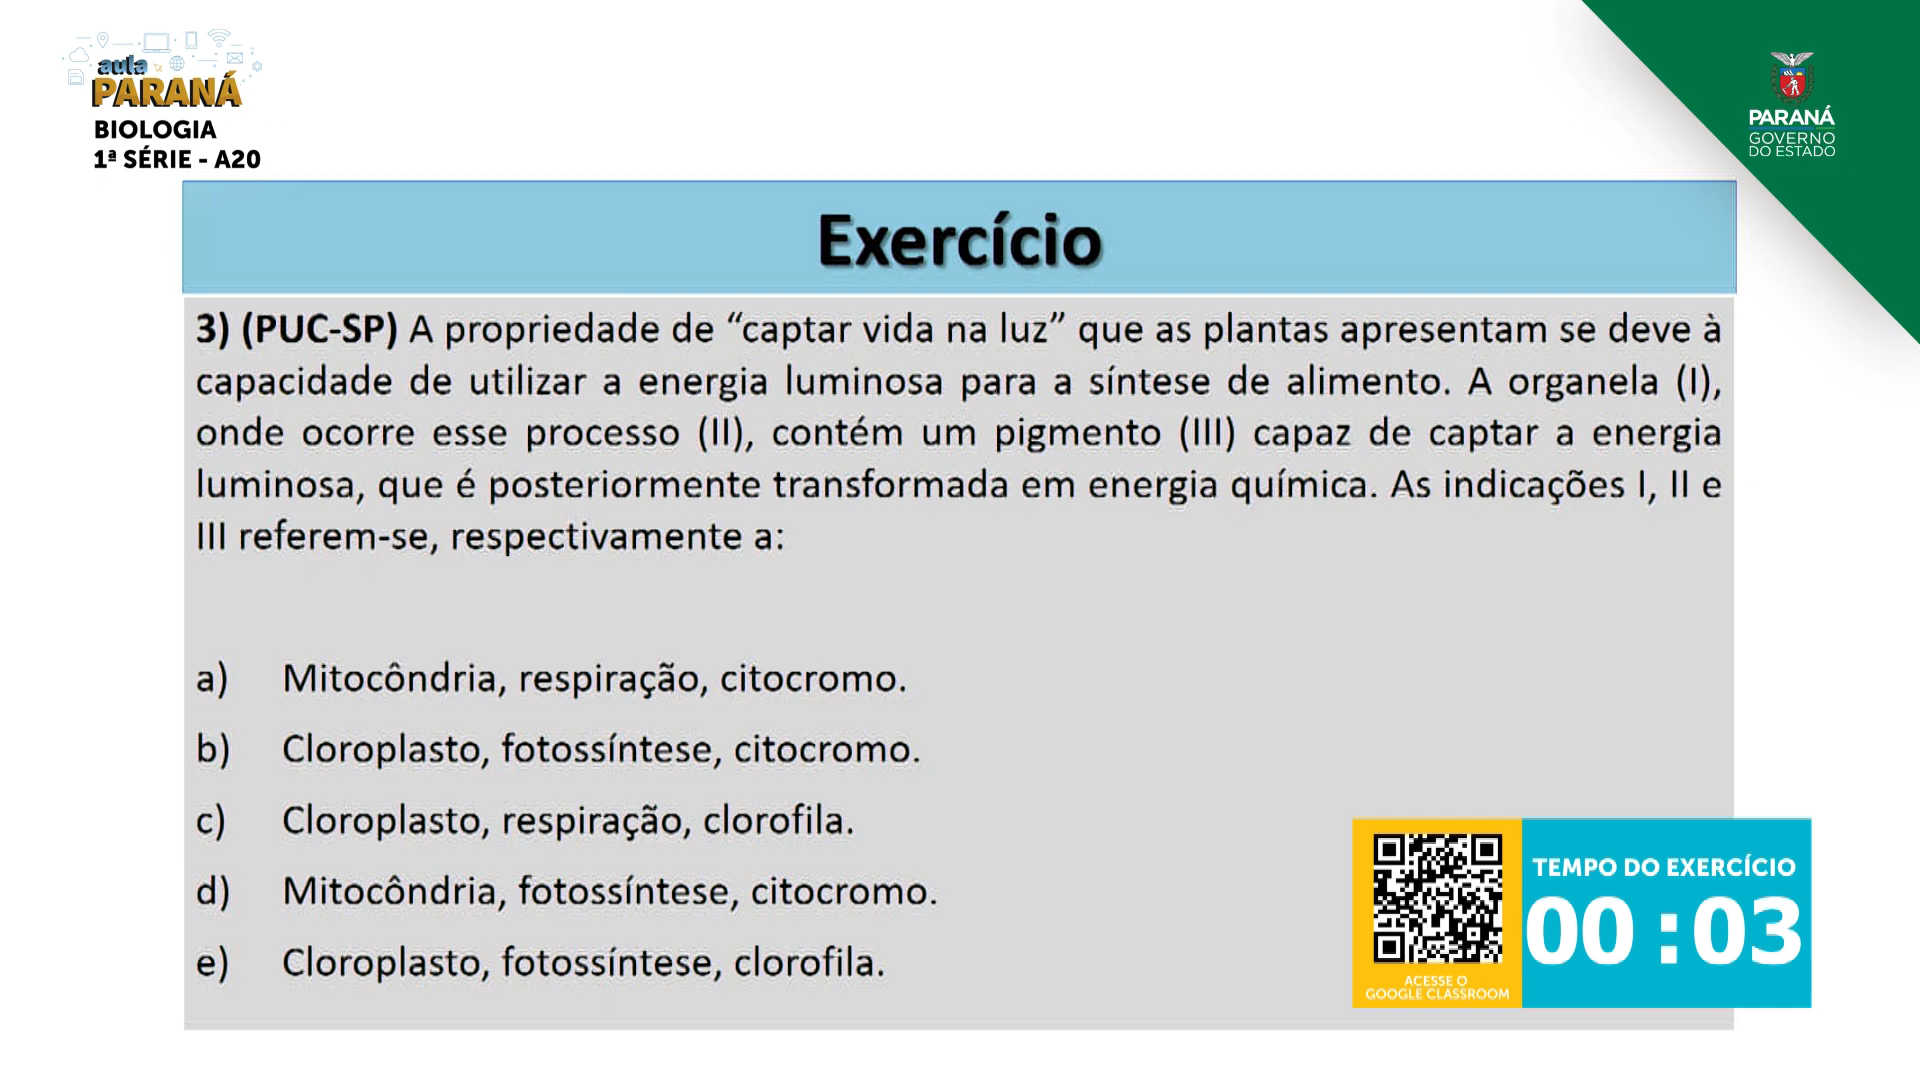 aula
PARANÁ
BIOLOGIA
1ª SÉRIE - A20
PARANÁ
GOVERNO
DO ESTADO
Exercício
3) (PUC-SP) A propriedade de “captar vida na luz” que as plantas apresentam se deve à
capacidade de utilizar a energia luminosa para a síntese de alimento. A organela (I),
onde ocorre esse processo (II), contém um pigmento (III) capaz de captar a energia
luminosa, que é posteriormente transformada em energia química. As indicações I, II e
III referem-se, respectivamente a:
a) Mitocôndria, respiração, citocromo.
b) Cloroplasto, fotossíntese, citocromo.
c) Cloroplasto, respiração, clorofila.
d) Mitocôndria, fotossíntese, citocromo.
e) Cloroplasto, fotossíntese, clorofila.
TEMPO DO EXERCÍCIO
00 :03
ACESSE O
GOOGLE CLASSROOM